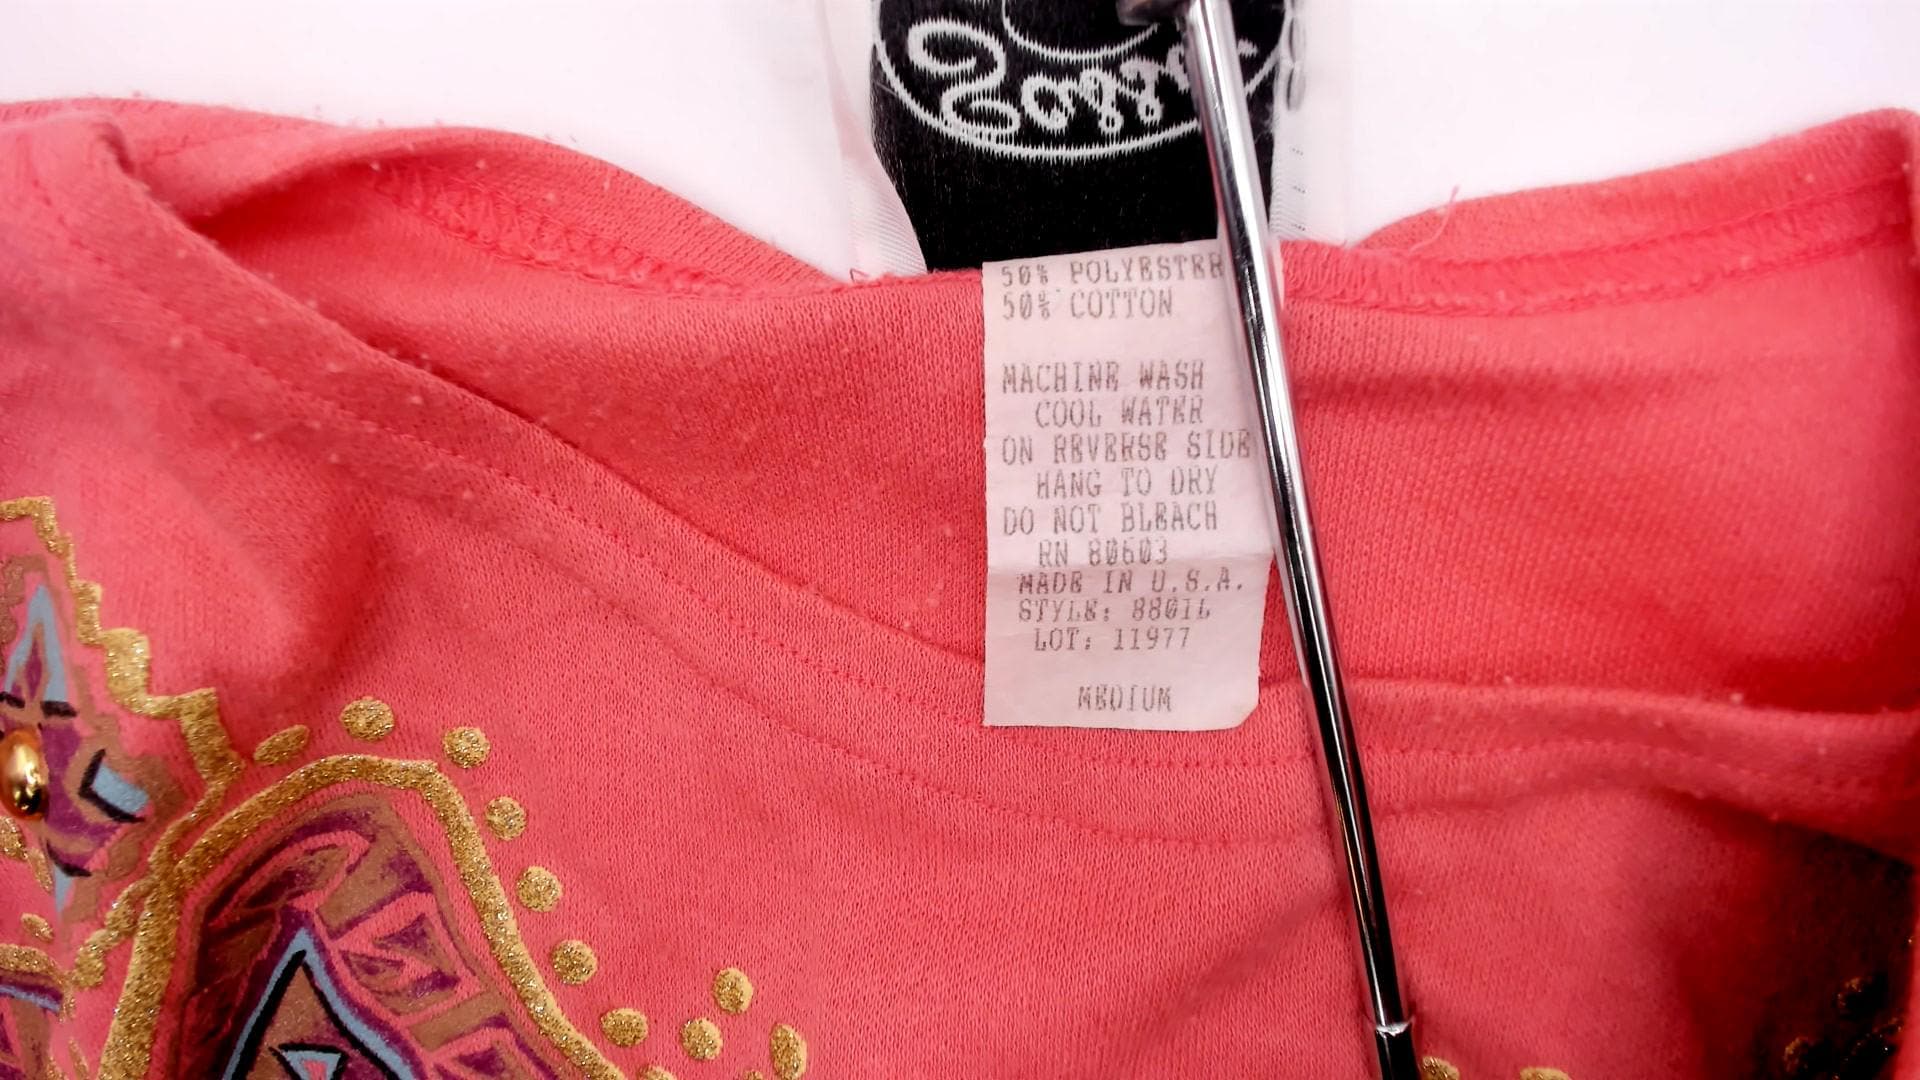 50% POLYESTER
50% COTTON
MACHINE WASH
COOL WATER
ON REVERSE SIDE
HANG TO DRY
DO NOT BLEACH
RN 80603
MADE IN U.S.A.
STYLE: 8801L
LOT: 11977
MEDIUM